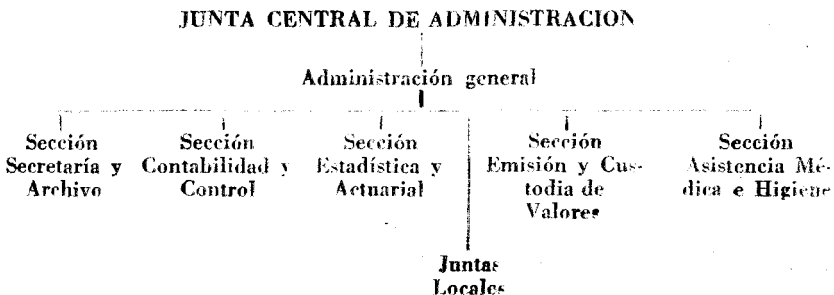 JUNTA CENTRAL DE ADMINISTRACION
Administración general
Sección Secretaría y Archivo
Sección Contabilidad y Control
Sección Estadística y Actuarial
Sección Emisión y Cus-todia de Valores
Sección Asistencia Mé-dica e Higiene
Juntas
Locales